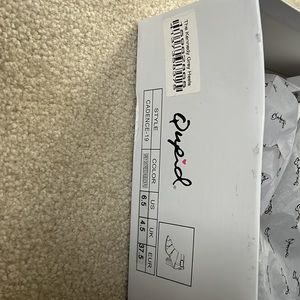 The Kennedy Grey Heels
Qupid
STYLE COLOR US UK EUR
CADENCE-19 6.5 4.5 37.5